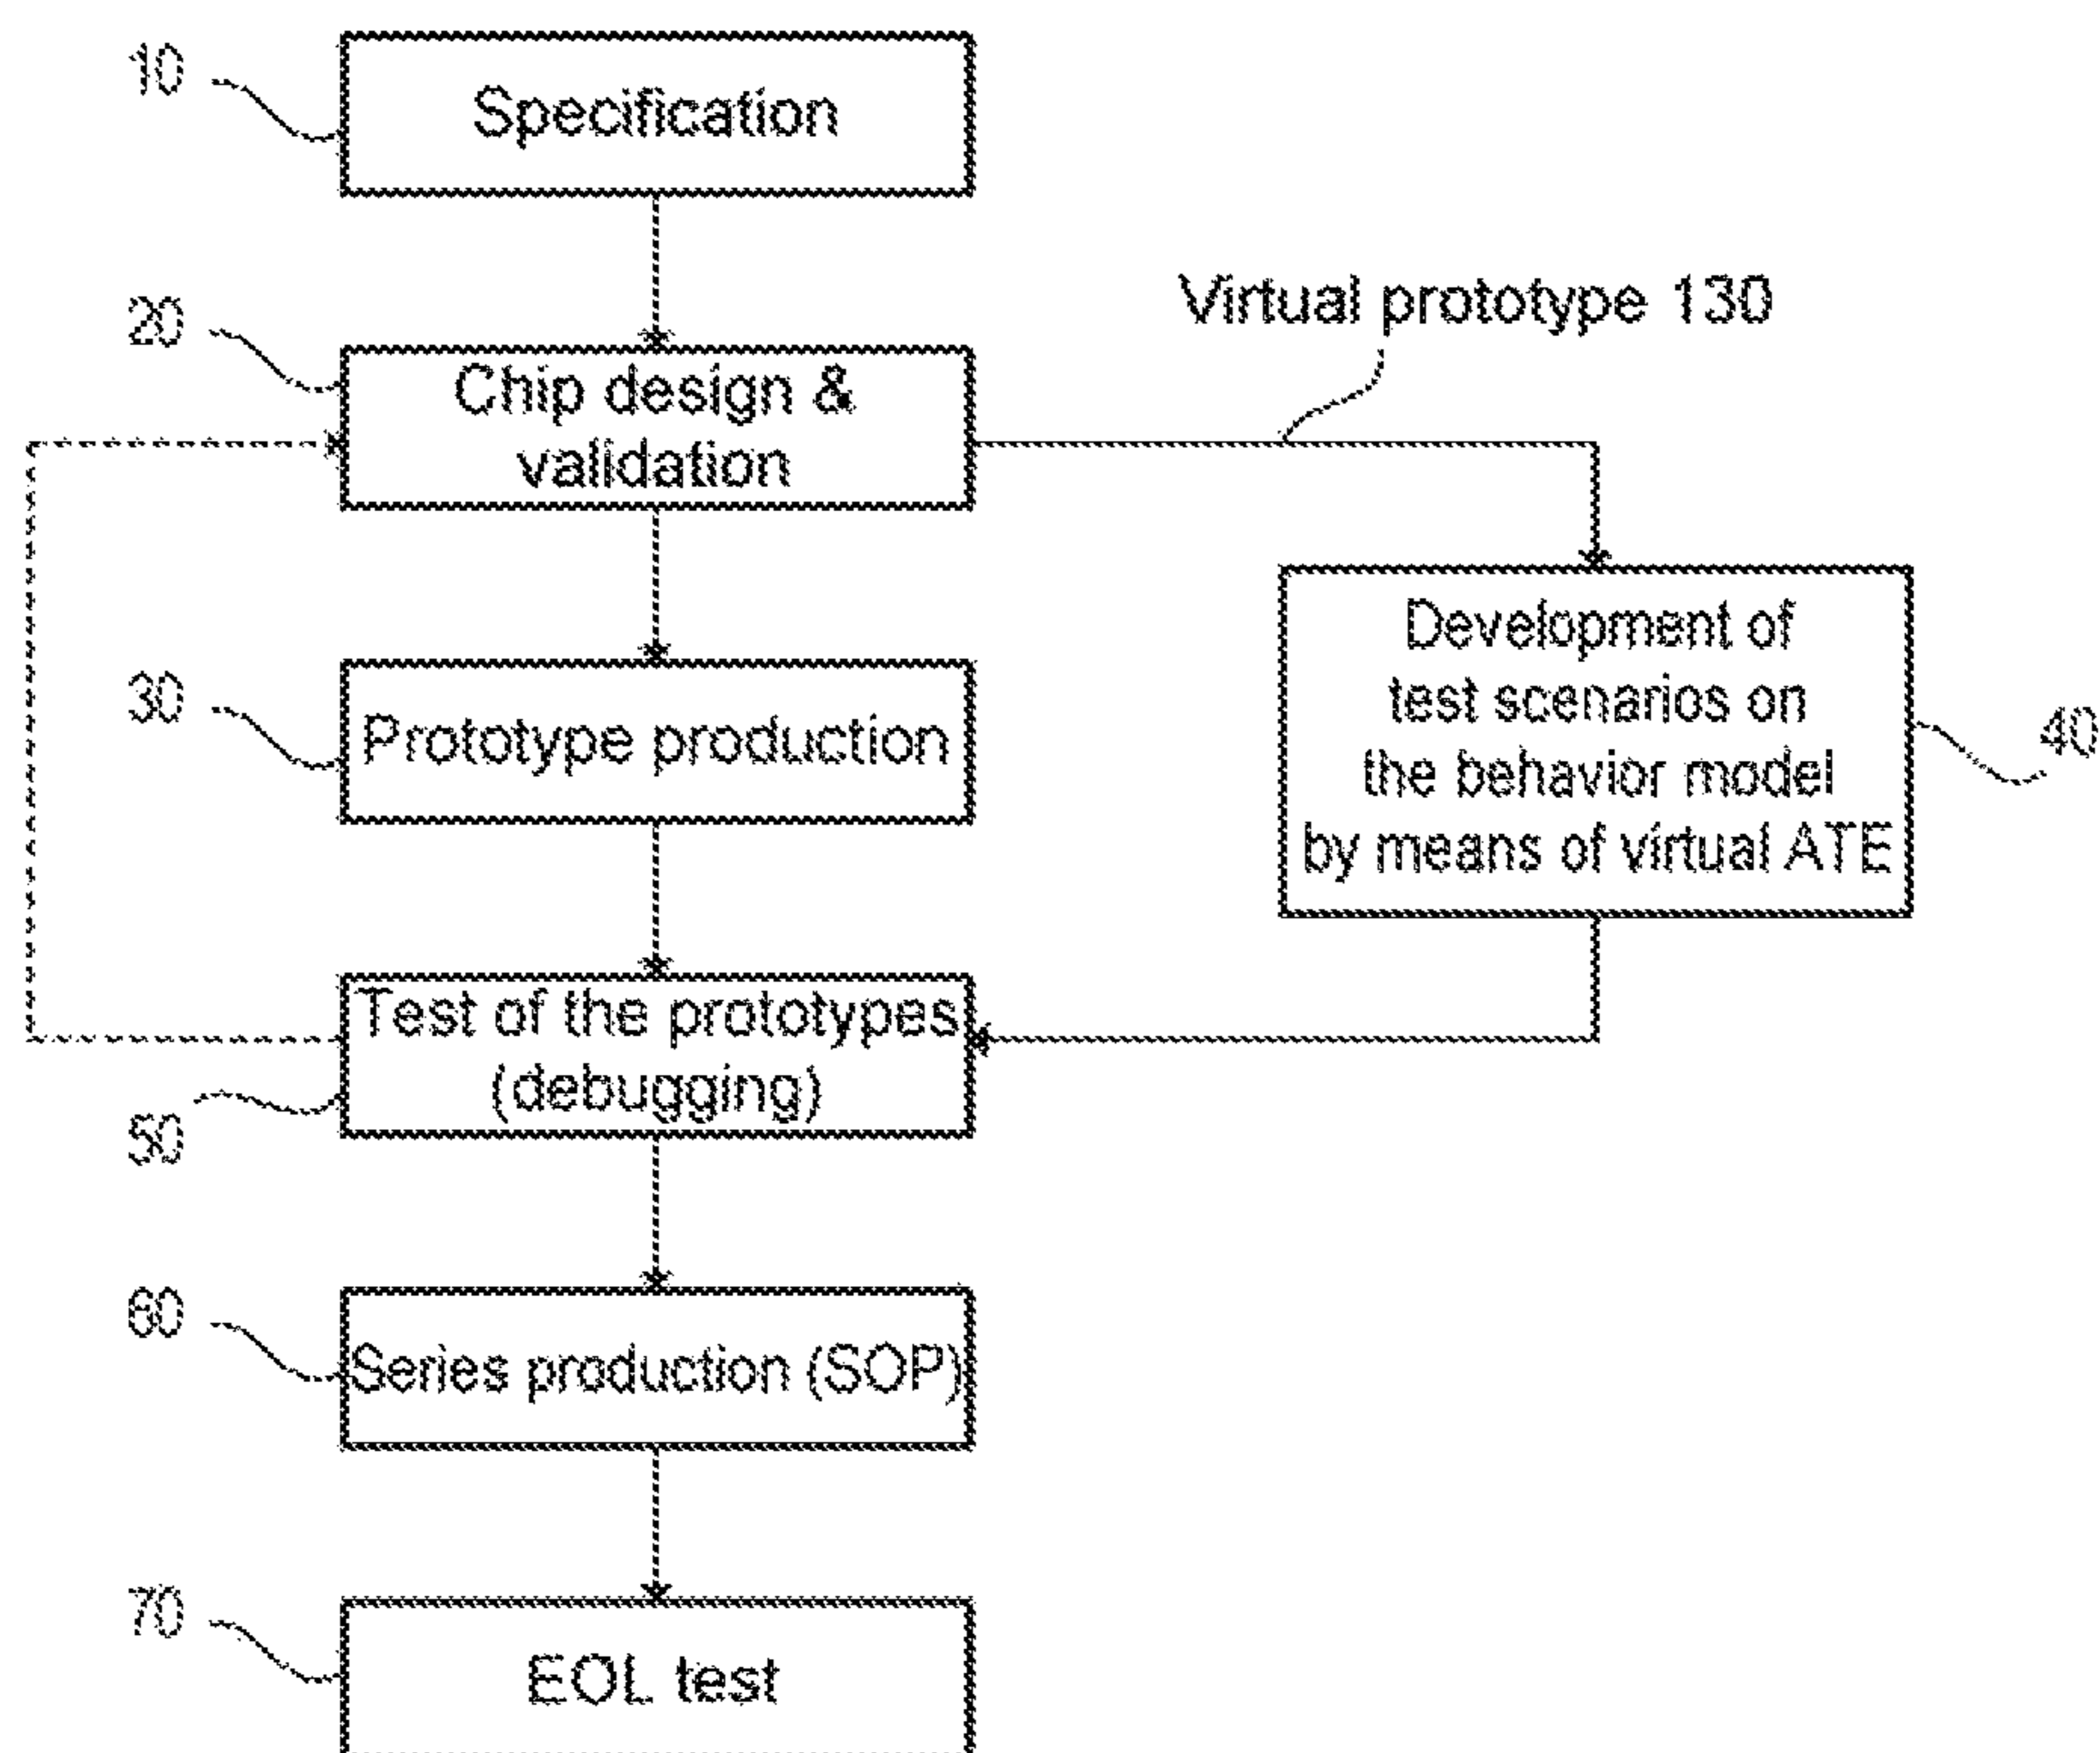 10
Specification
20
Virtual prototype 130
Chip design &
validation
30
Prototype production
Development of
test scenarios on
the behavior model
by means of virtual ATE
40
Test of the prototypes
(debugging)
50
60
Series production (SOP)
70
EOL test